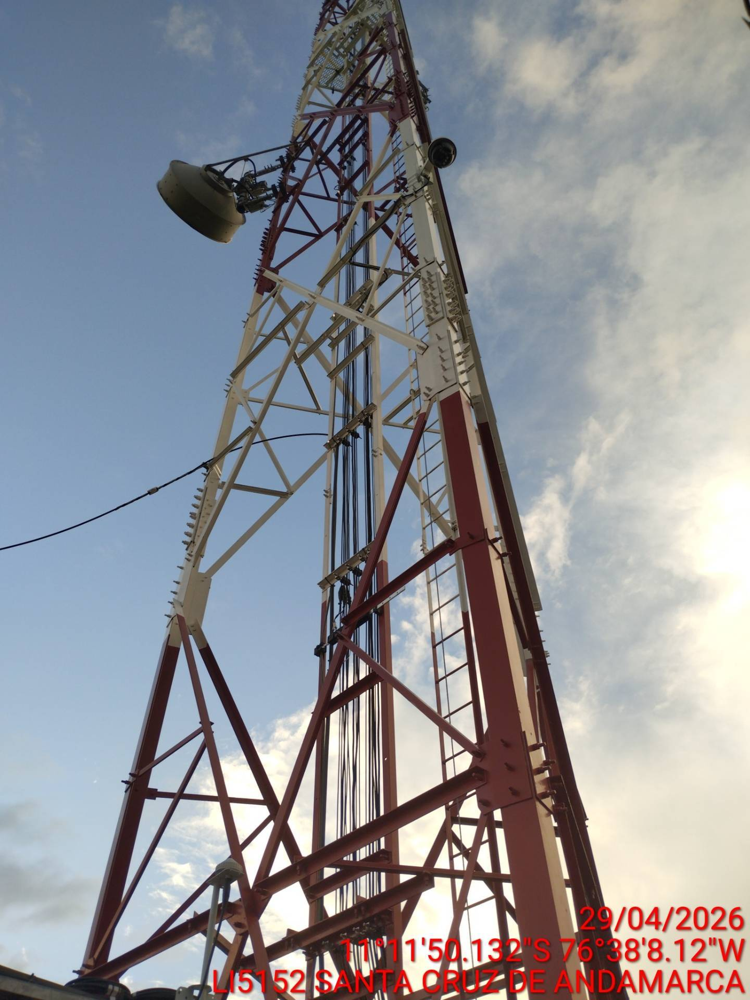 29/04/2026
11°11'50.132"S 76°38'8.12"W
LI5152 SANTA CRUZ DE ANDAMARCA